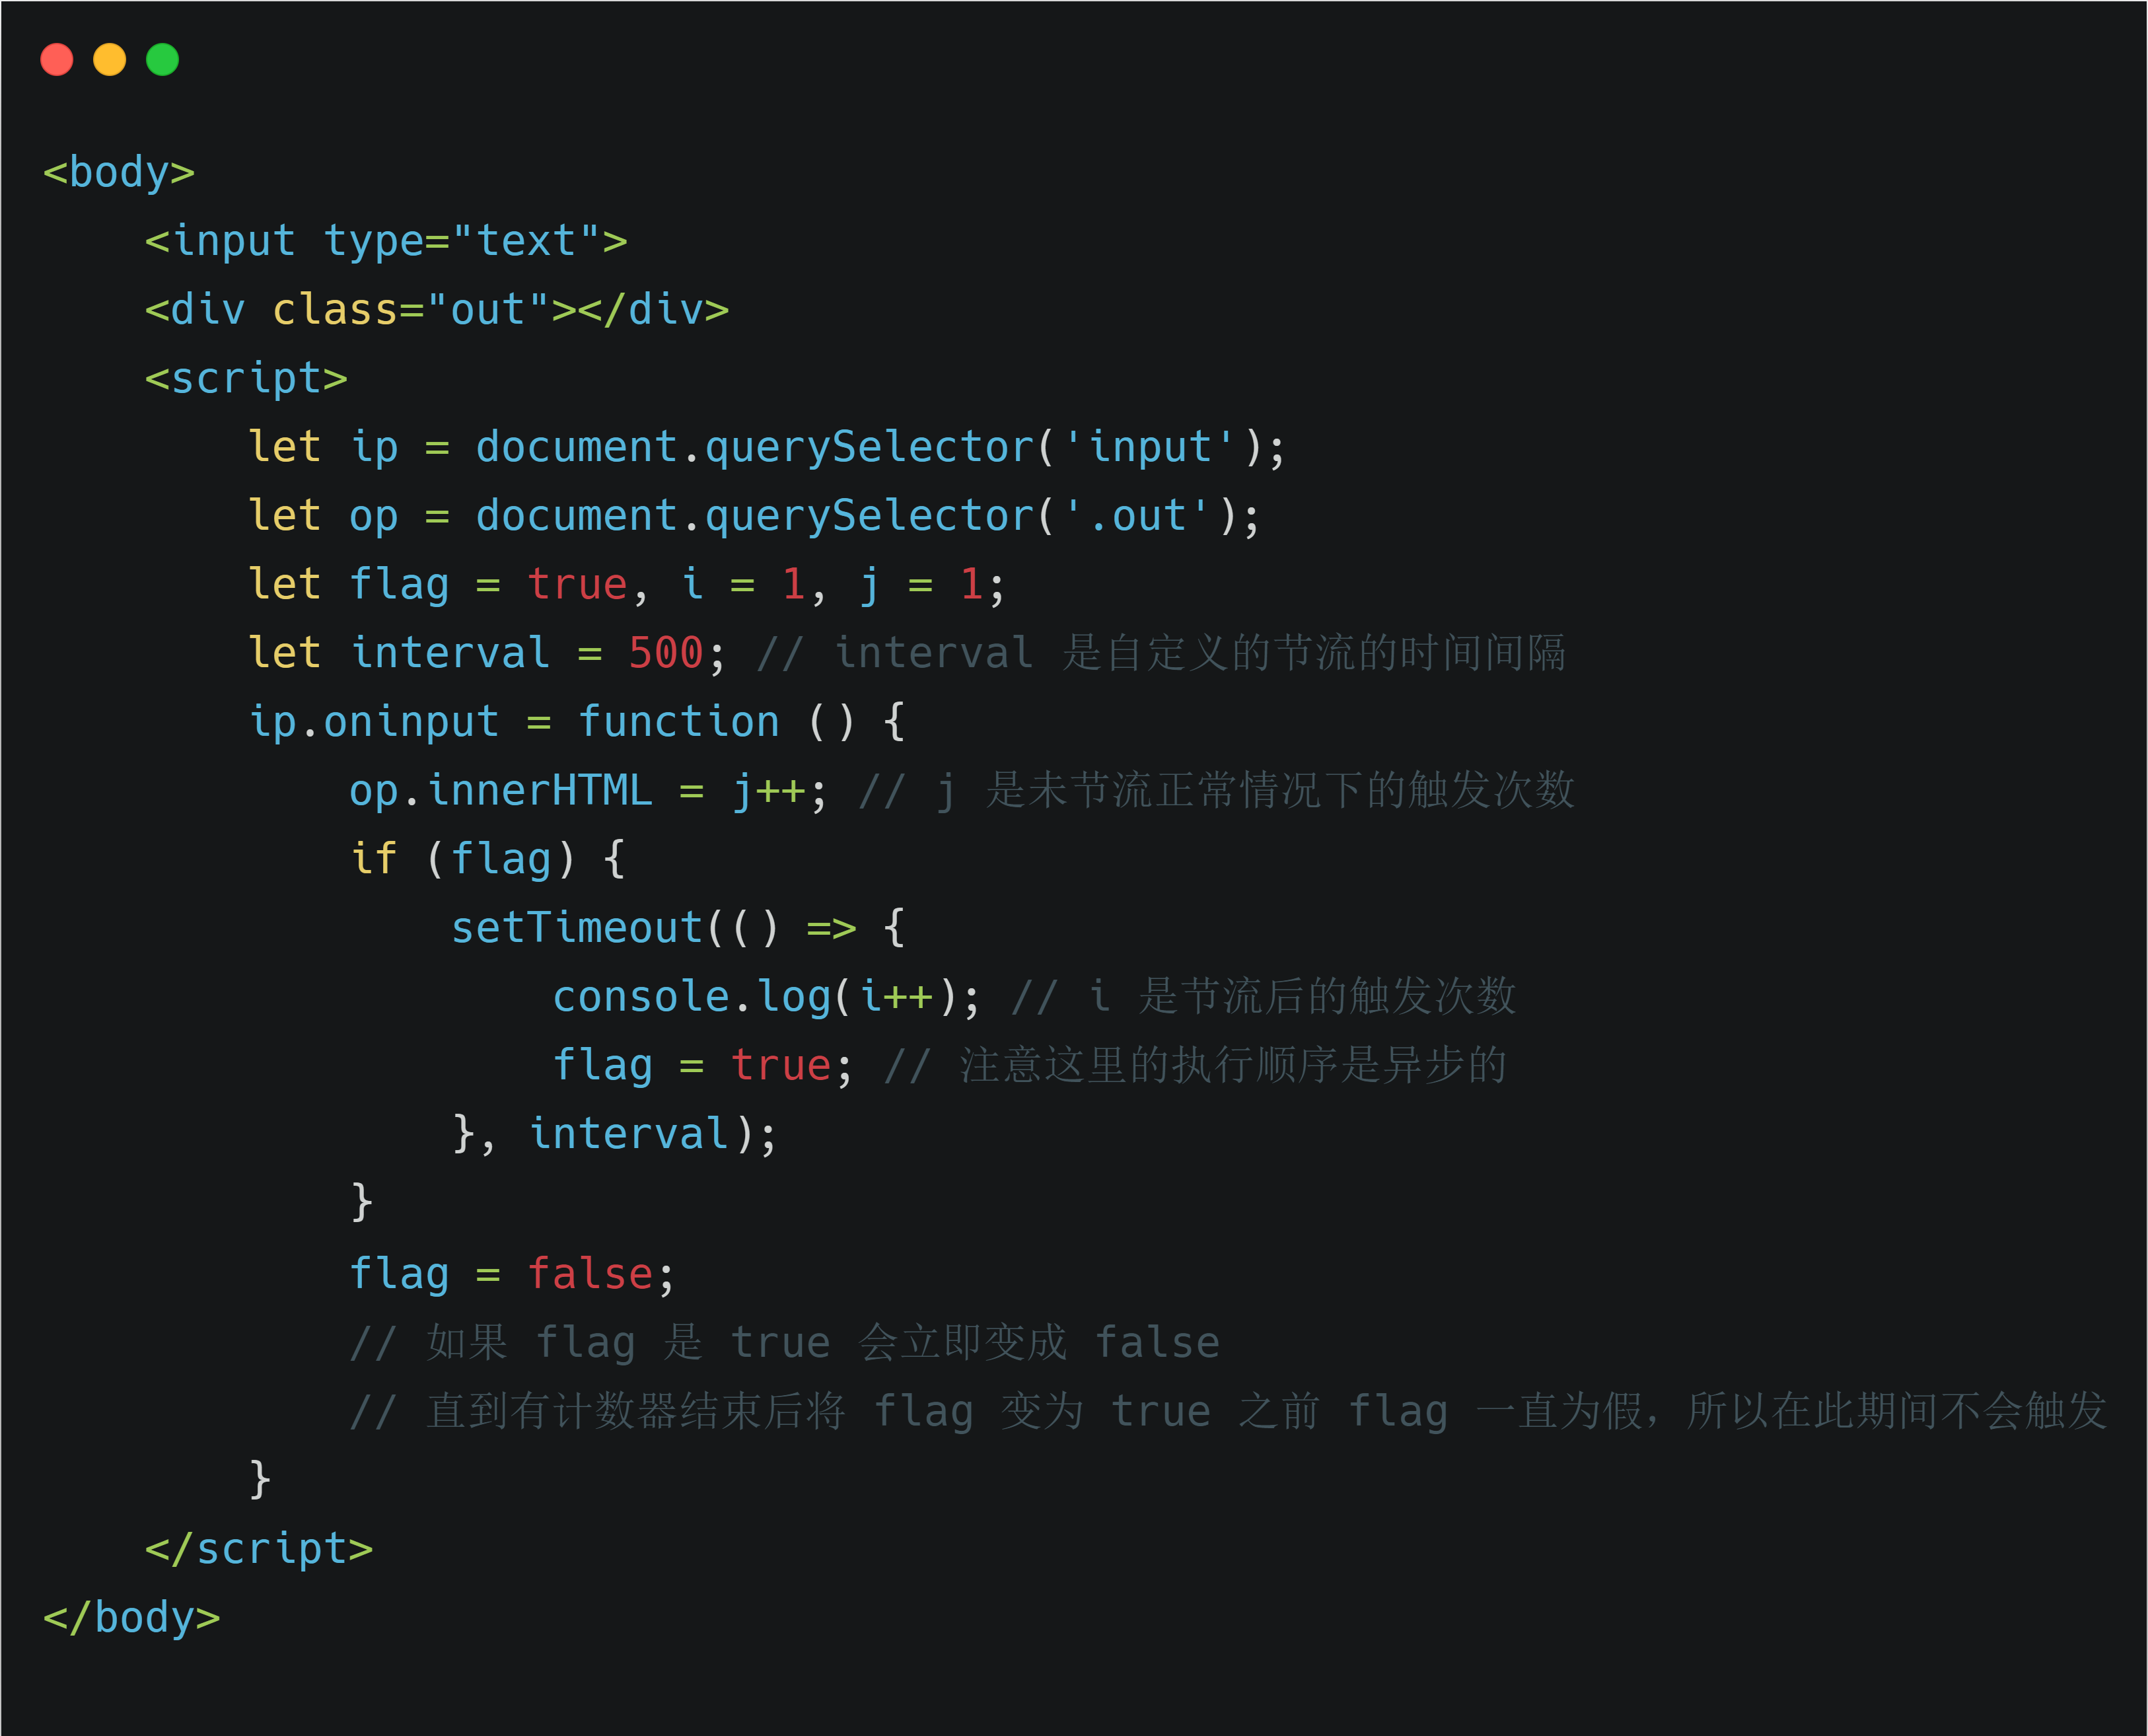 <body>
    <input type="text">
    <div class="out"></div>
    <script>
        let ip = document.querySelector('input');
        let op = document.querySelector('.out');
        let flag = true, i = 1, j = 1;
        let interval = 500; // interval 是自定义的节流的时间间隔
        ip.oninput = function () {
            op.innerHTML = j++; // j 是未节流正常情况下的触发次数
            if (flag) {
                setTimeout(() => {
                    console.log(i++); // i 是节流后的触发次数
                    flag = true; // 注意这里的执行顺序是异步的
                }, interval);
            }
            flag = false;
            // 如果 flag 是 true 会立即变成 false
            // 直到有计数器结束后将 flag 变为 true 之前 flag 一直为假，所以在此期间不会触发
        }
    </script>
</body>